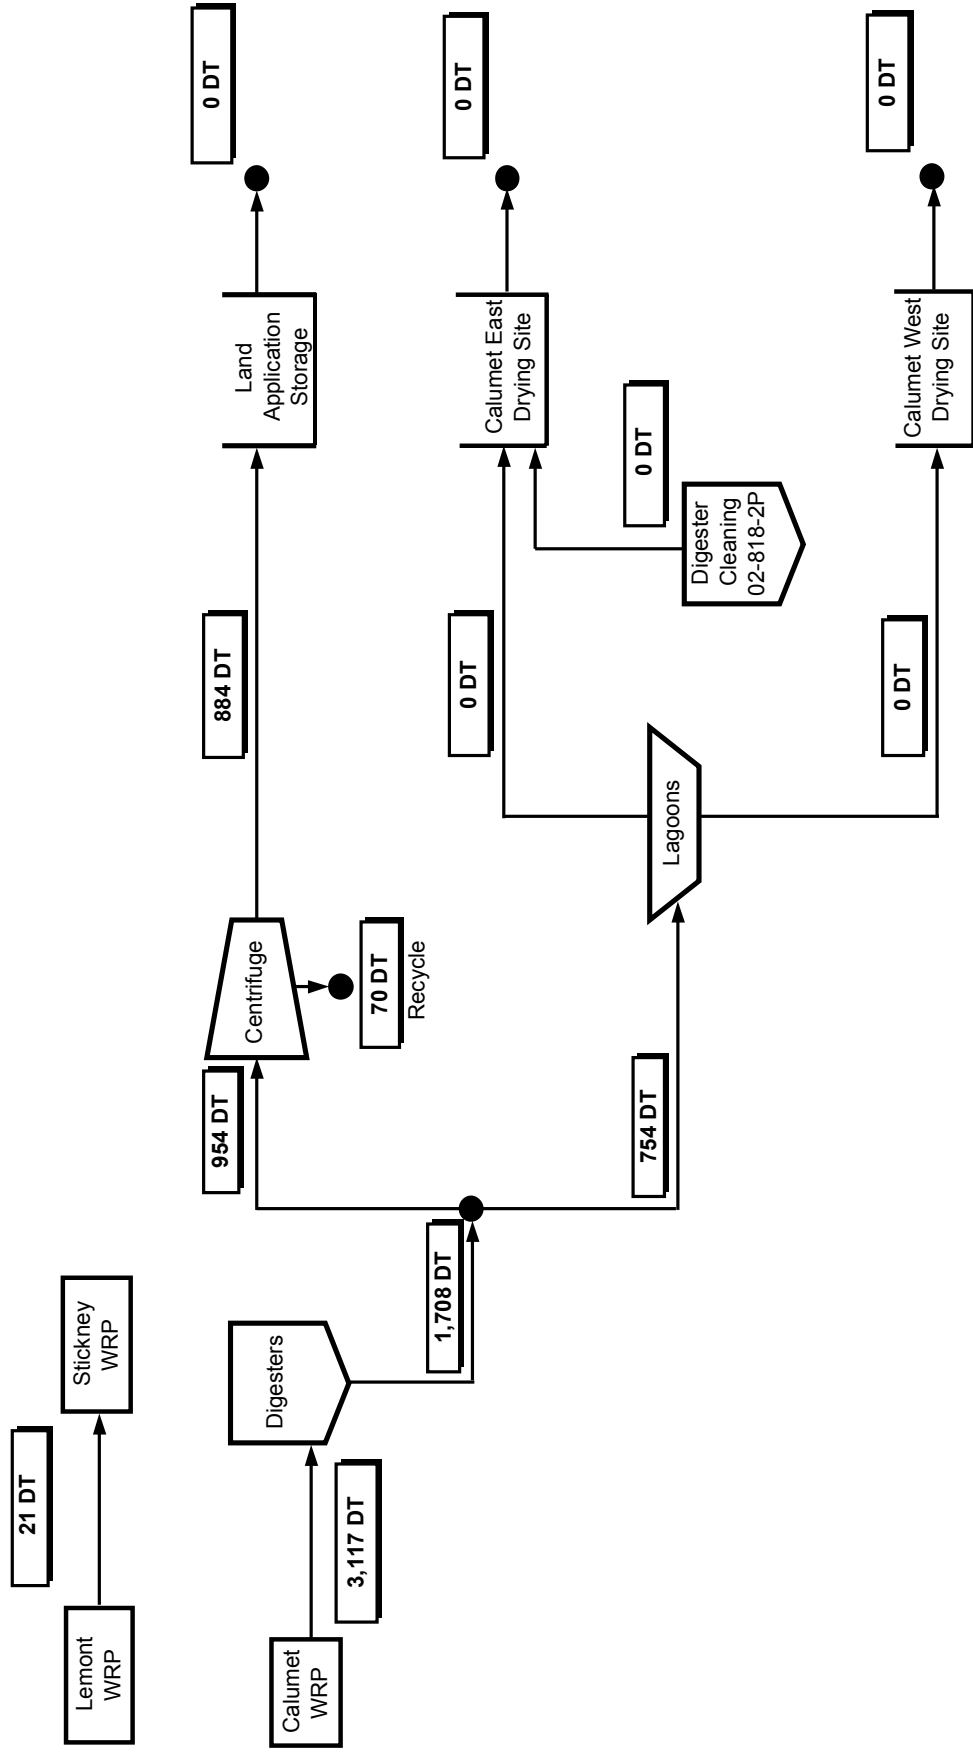 21 DT
Lemont
WRP
Stickney
WRP
Calumet
WRP
3,117 DT
Digesters
1,708 DT
954 DT
Centrifuge
70 DT
Recycle
884 DT
Land
Application
Storage
0 DT
754 DT
Lagoons
0 DT
Digester
Cleaning
02-818-2P
0 DT
Calumet East
Drying Site
0 DT
0 DT
Calumet West
Drying Site
0 DT